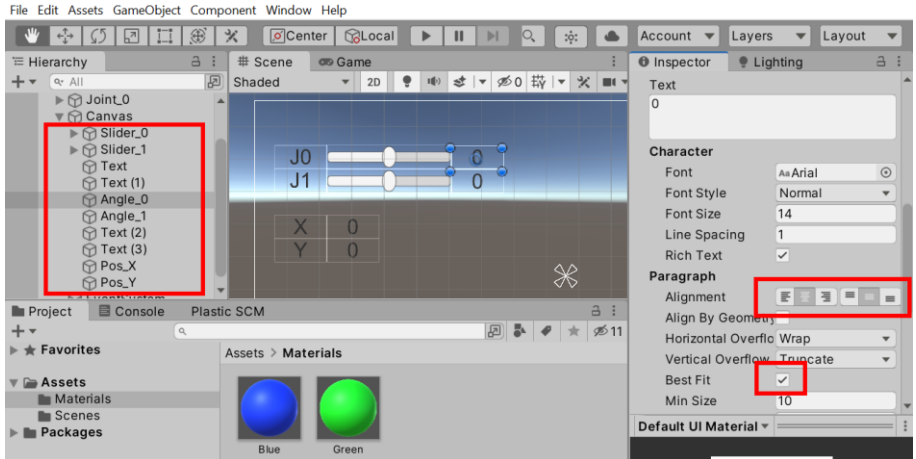 File Edit Assets GameObject Component Window Help
Center Local Account Layers Layout
Hierarchy
All
Joint_0
Canvas
Slider_0
Slider_1
Text
Text (1)
Angle_0
Angle_1
Text (2)
Text (3)
Pos_X
Pos_Y
# Scene Game
Shaded 2D 0
J0 0
J1 0
X 0
Y 0
Inspector Lighting
Text
0
Character
Font Aa Arial
Font Style Normal
Font Size 14
Line Spacing 1
Rich Text
Paragraph
Alignment
Align By Geometry
Horizontal Overflo Wrap
Vertical Overflow Truncate
Best Fit
Min Size 10
Default UI Material
Project Console Plastic SCM
11
Favorites
Assets
Materials
Scenes
Packages
Assets > Materials
Blue Green